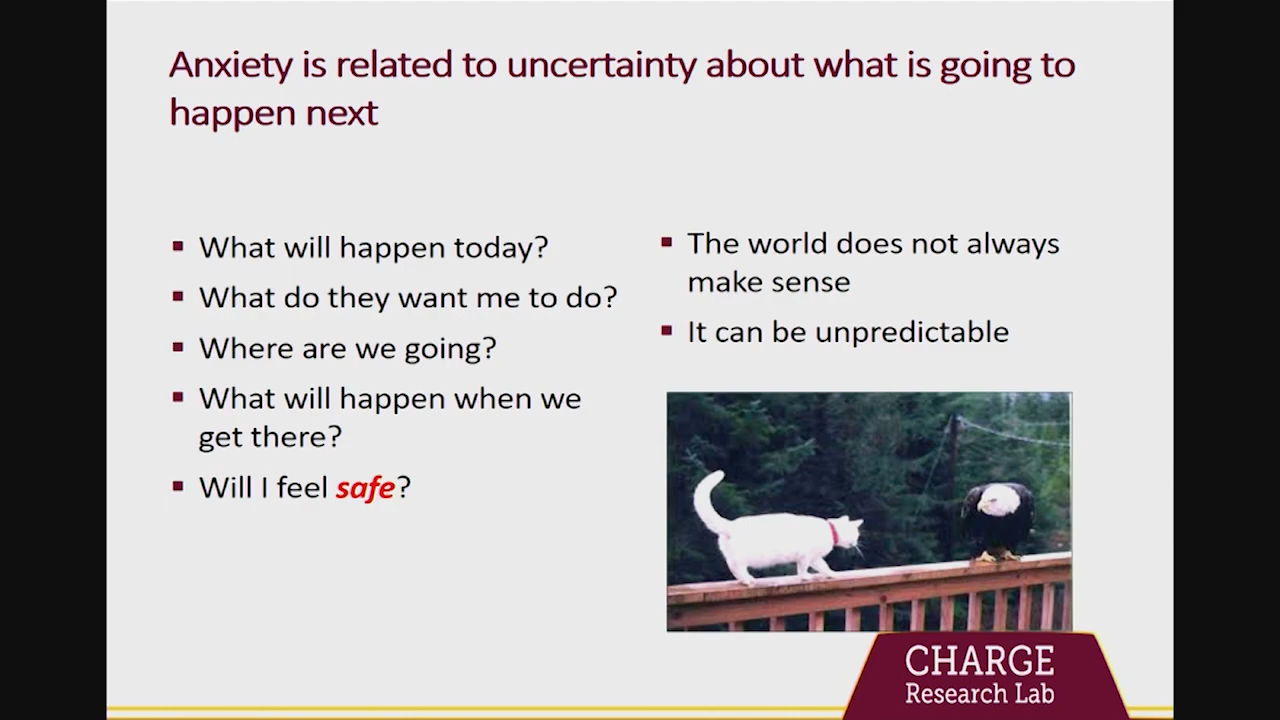 Anxiety is related to uncertainty about what is going to
happen next
What will happen today?
What do they want me to do?
Where are we going?
What will happen when we
get there?
Will I feel safe?
The world does not always
make sense
It can be unpredictable
CHARGE
Research Lab